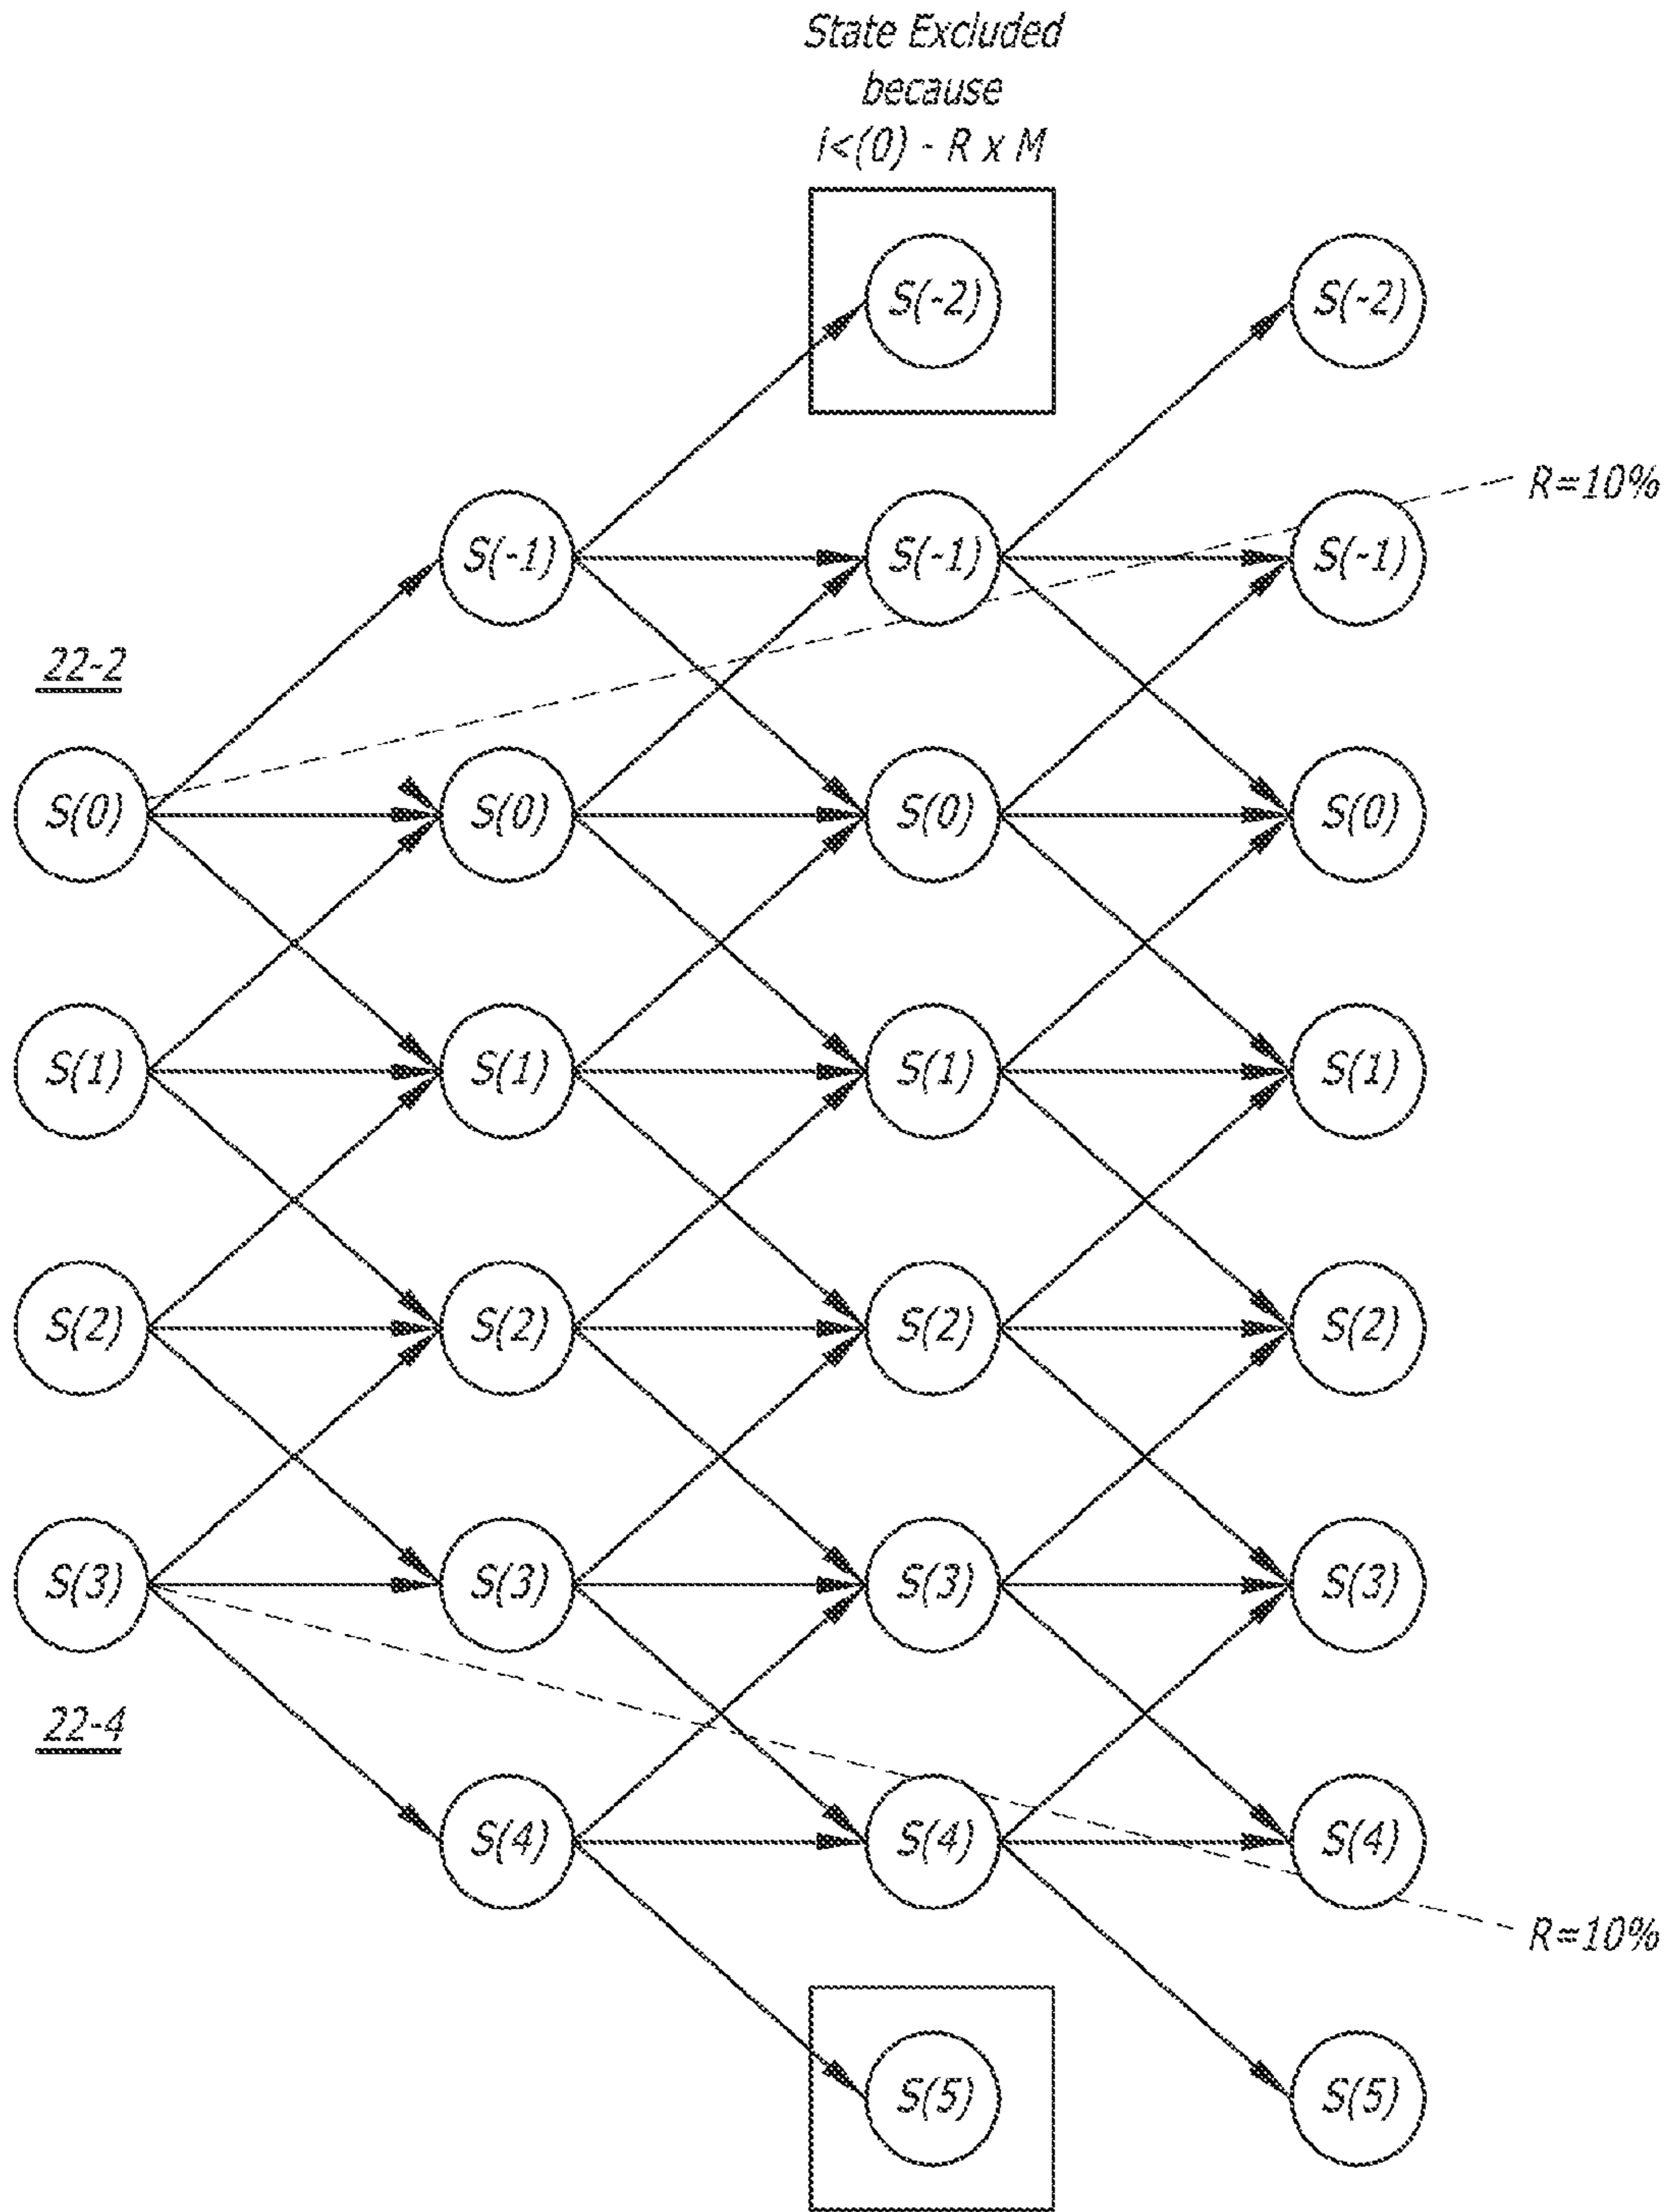 State Excluded
because
i<(0) - R x M
S(-2) S(-2)
R=10%
S(-1) S(-1) S(-1)
22-2
S(0) S(0) S(0) S(0)
S(1) S(1) S(1) S(1)
S(2) S(2) S(2) S(2)
S(3) S(3) S(3) S(3)
22-4
S(4) S(4) S(4)
R=10%
S(5) S(5)